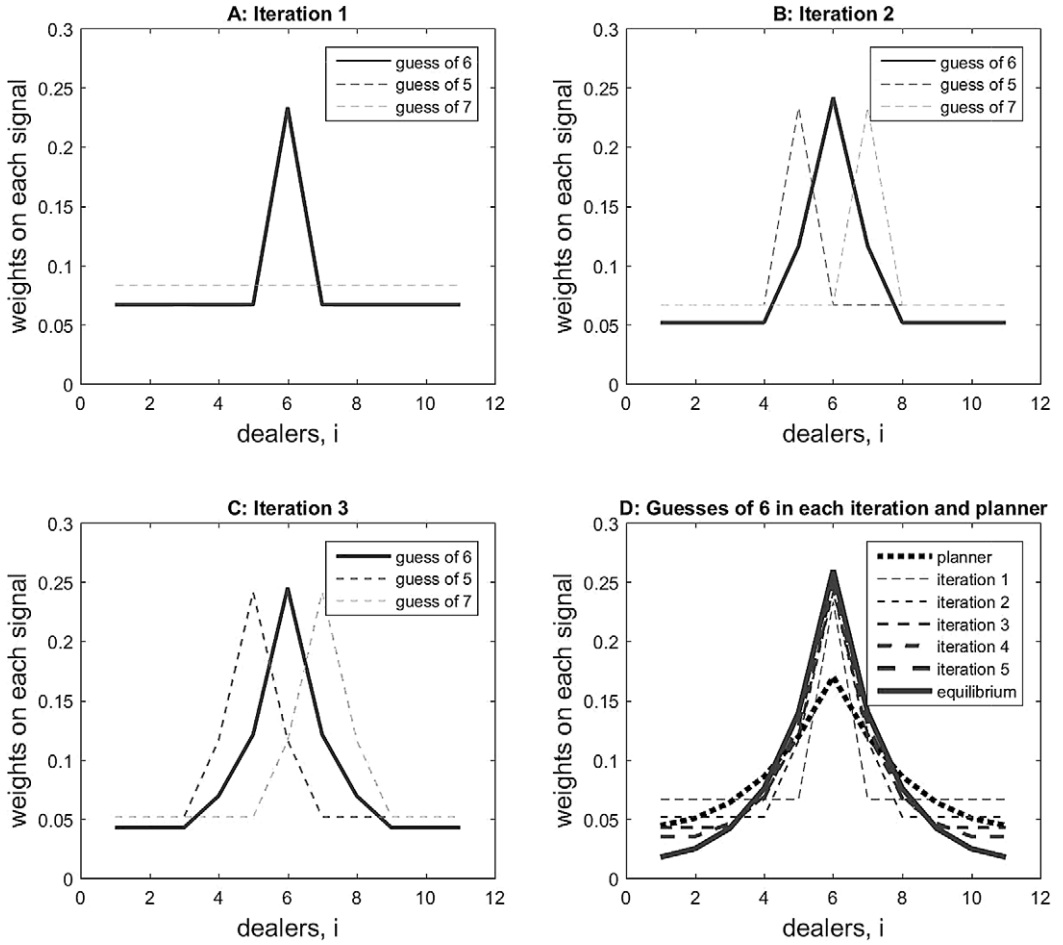 A: Iteration 1
0.3
0.25
0.2
0.15
0.1
0.05
0
weights on each signal
guess of 6
guess of 5
guess of 7
0 2 4 6 8 10 12
dealers, i
B: Iteration 2
0.3
0.25
0.2
0.15
0.1
0.05
0
weights on each signal
guess of 6
guess of 5
guess of 7
0 2 4 6 8 10 12
dealers, i
C: Iteration 3
0.3
0.25
0.2
0.15
0.1
0.05
0
weights on each signal
guess of 6
guess of 5
guess of 7
0 2 4 6 8 10 12
dealers, i
D: Guesses of 6 in each iteration and planner
0.3
0.25
0.2
0.15
0.1
0.05
0
weights on each signal
planner
iteration 1
iteration 2
iteration 3
iteration 4
iteration 5
equilibrium
0 2 4 6 8 10 12
dealers, i